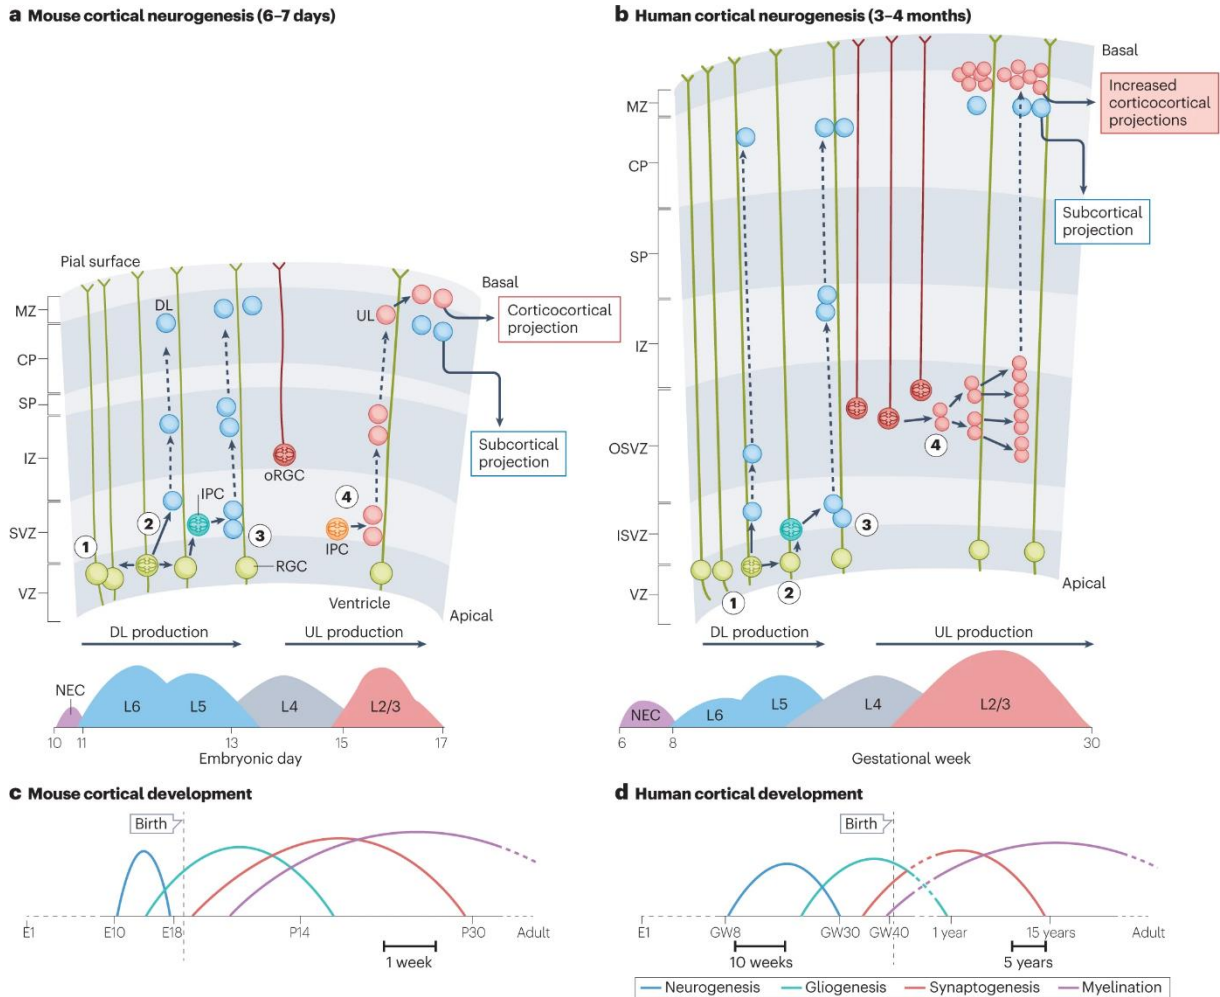 a Mouse cortical neurogenesis (6–7 days)
Pial surface
MZ
CP
SP
IZ
SVZ
VZ
DL
UL
Basal
Corticocortical
projection
Subcortical
projection
oRGC
IPC
IPC
RGC
1
2
3
4
Ventricle
Apical
DL production
UL production
NEC
L6
L5
L4
L2/3
10
11
13
15
17
Embryonic day
b Human cortical neurogenesis (3–4 months)
Basal
MZ
CP
SP
IZ
OSVZ
ISVZ
VZ
Increased
corticocortical
projections
Subcortical
projection
1
2
3
4
Apical
DL production
UL production
NEC
L6
L5
L4
L2/3
6
8
30
Gestational week
c Mouse cortical development
Birth
E1
E10
E18
P14
P30
Adult
1 week
d Human cortical development
Birth
E1
GW8
GW30
GW40
1 year
15 years
Adult
10 weeks
5 years
Neurogenesis
Gliogenesis
Synaptogenesis
Myelination